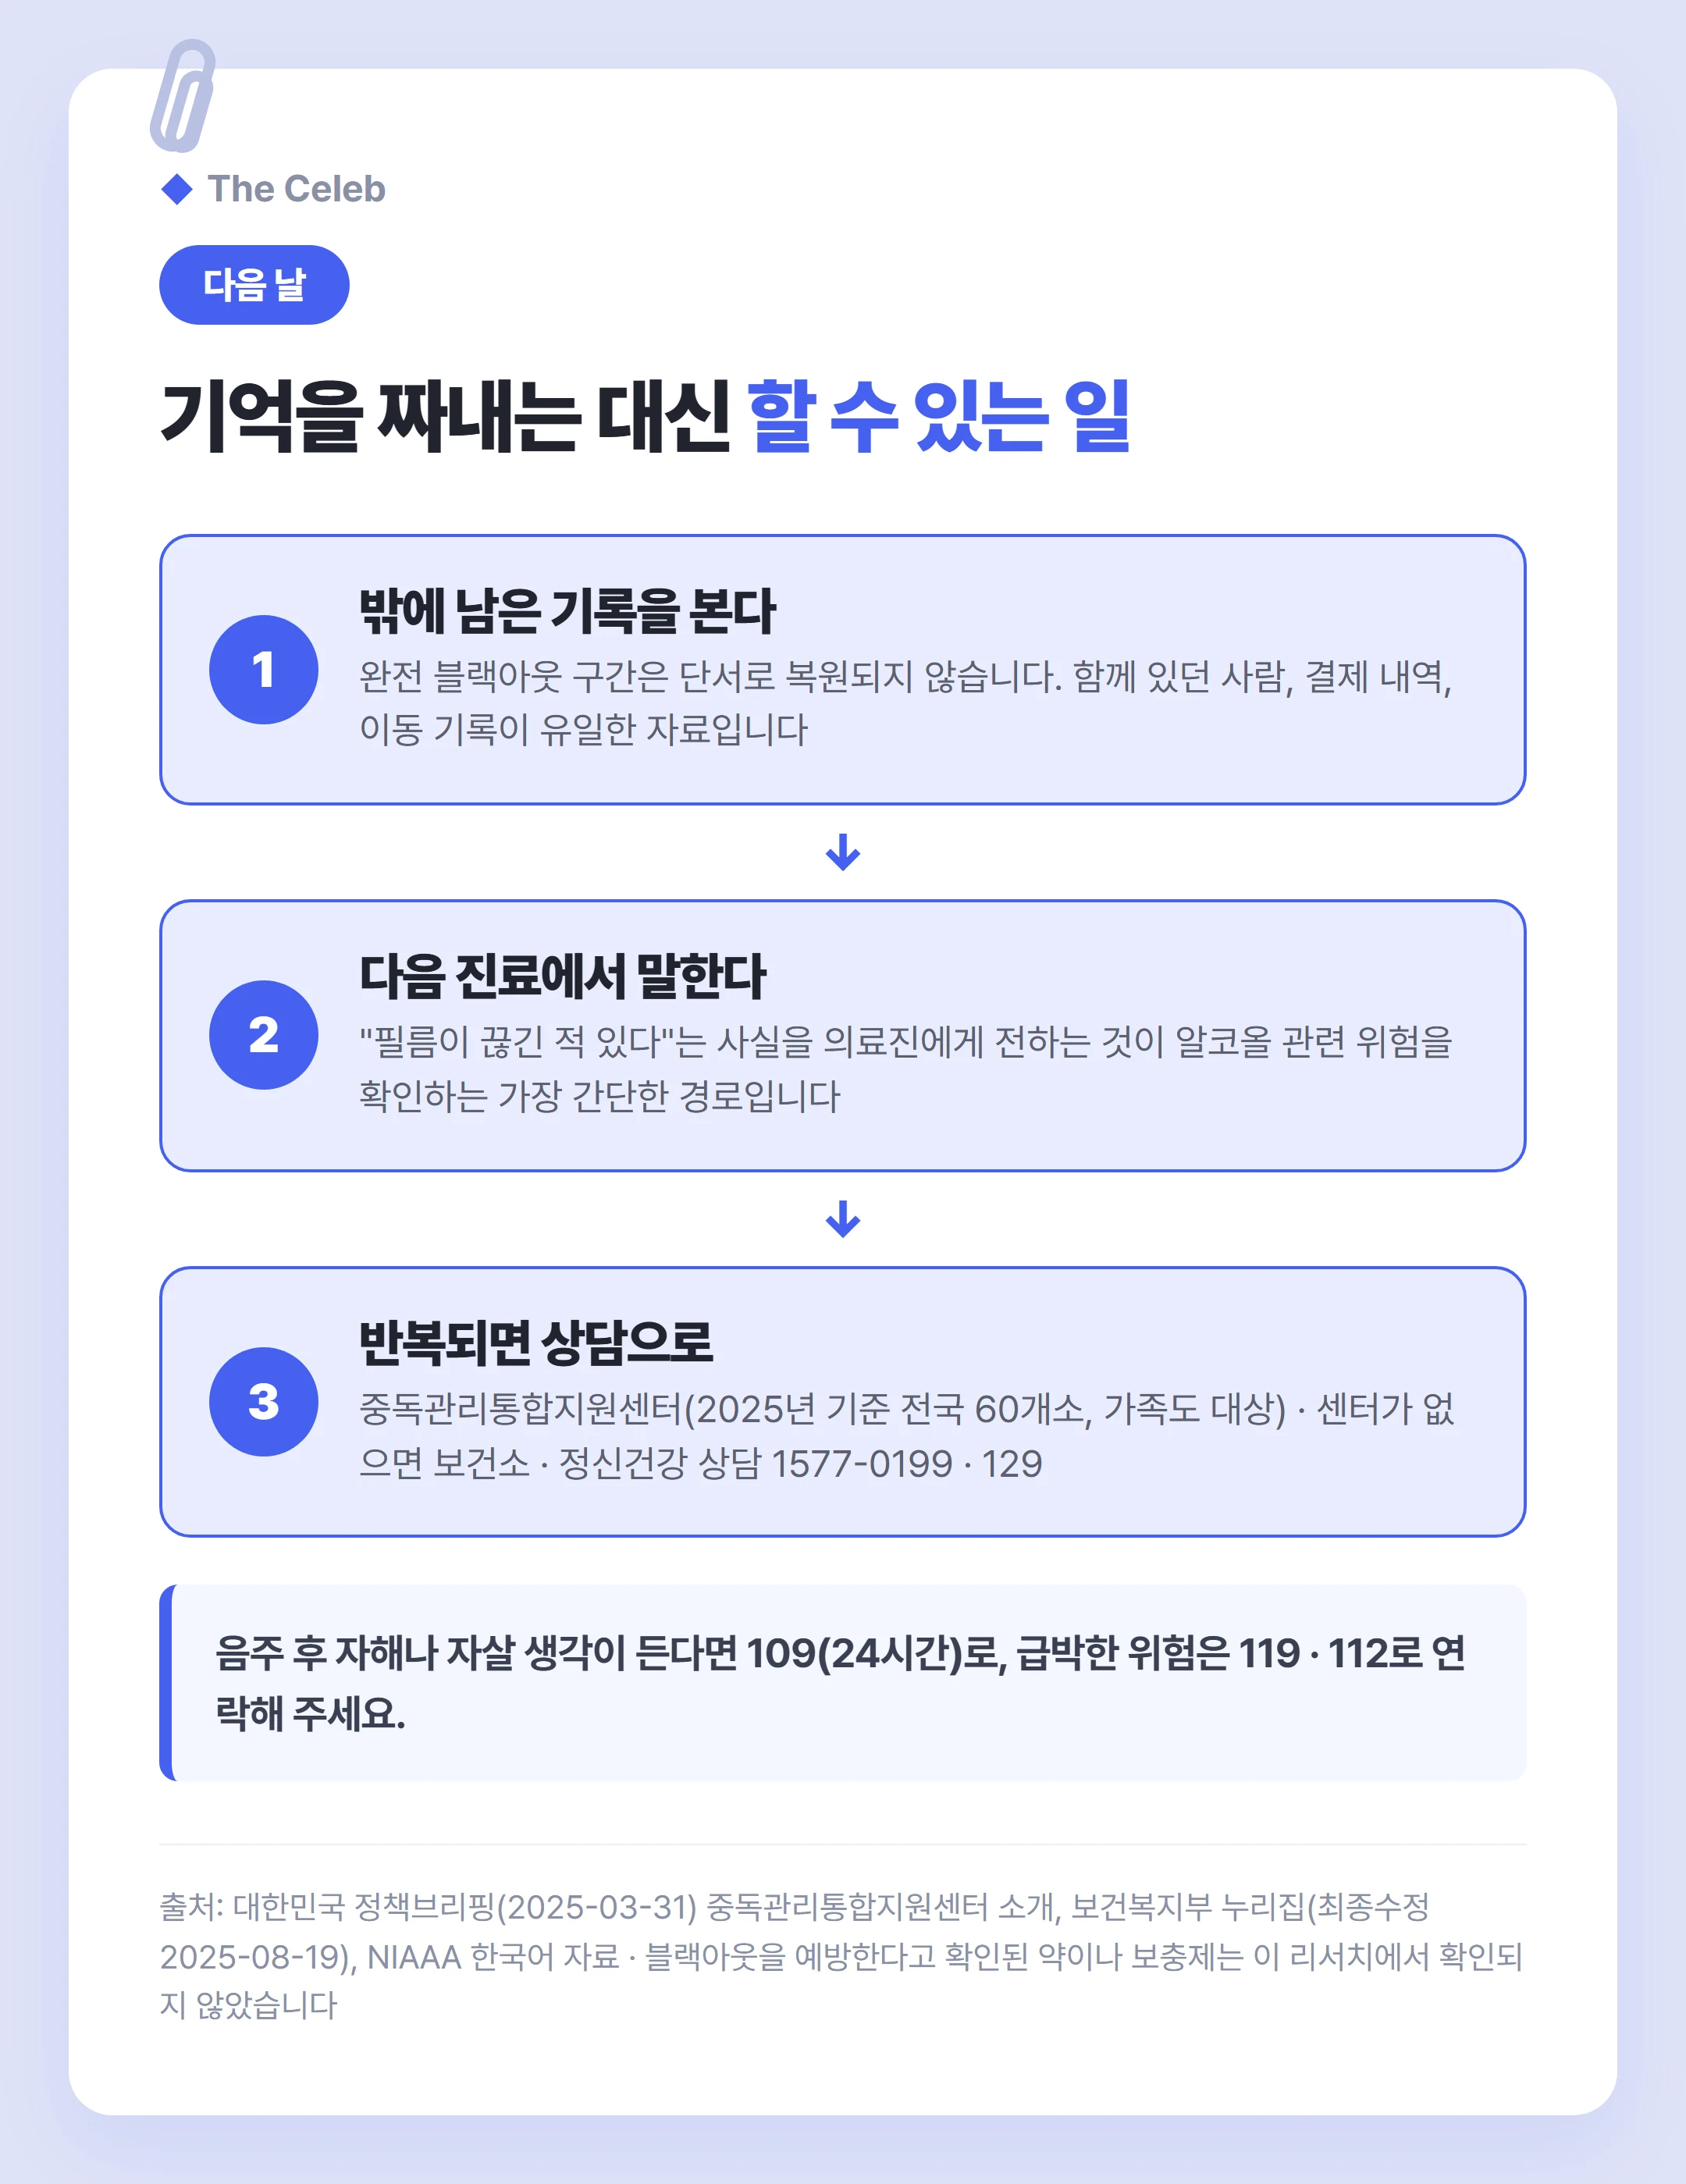 The Celeb
다음 날
기억을 짜내는 대신 할 수 있는 일
1
밖에 남은 기록을 본다
완전 블랙아웃 구간은 단서로 복원되지 않습니다. 함께 있던 사람, 결제 내역,
이동 기록이 유일한 자료입니다
↓
2
다음 진료에서 말한다
"필름이 끊긴 적 있다"는 사실을 의료진에게 전하는 것이 알코올 관련 위험을
확인하는 가장 간단한 경로입니다
↓
3
반복되면 상담으로
중독관리통합지원센터(2025년 기준 전국 60개소, 가족도 대상) · 센터가 없
으면 보건소 · 정신건강 상담 1577-0199 · 129
음주 후 자해나 자살 생각이 든다면 109(24시간)로, 급박한 위험은 119 · 112로 연
락해 주세요.
출처: 대한민국 정책브리핑(2025-03-31) 중독관리통합지원센터 소개, 보건복지부 누리집(최종수정
2025-08-19), NIAAA 한국어 자료 · 블랙아웃을 예방한다고 확인된 약이나 보충제는 이 리서치에서 확인되
지 않았습니다